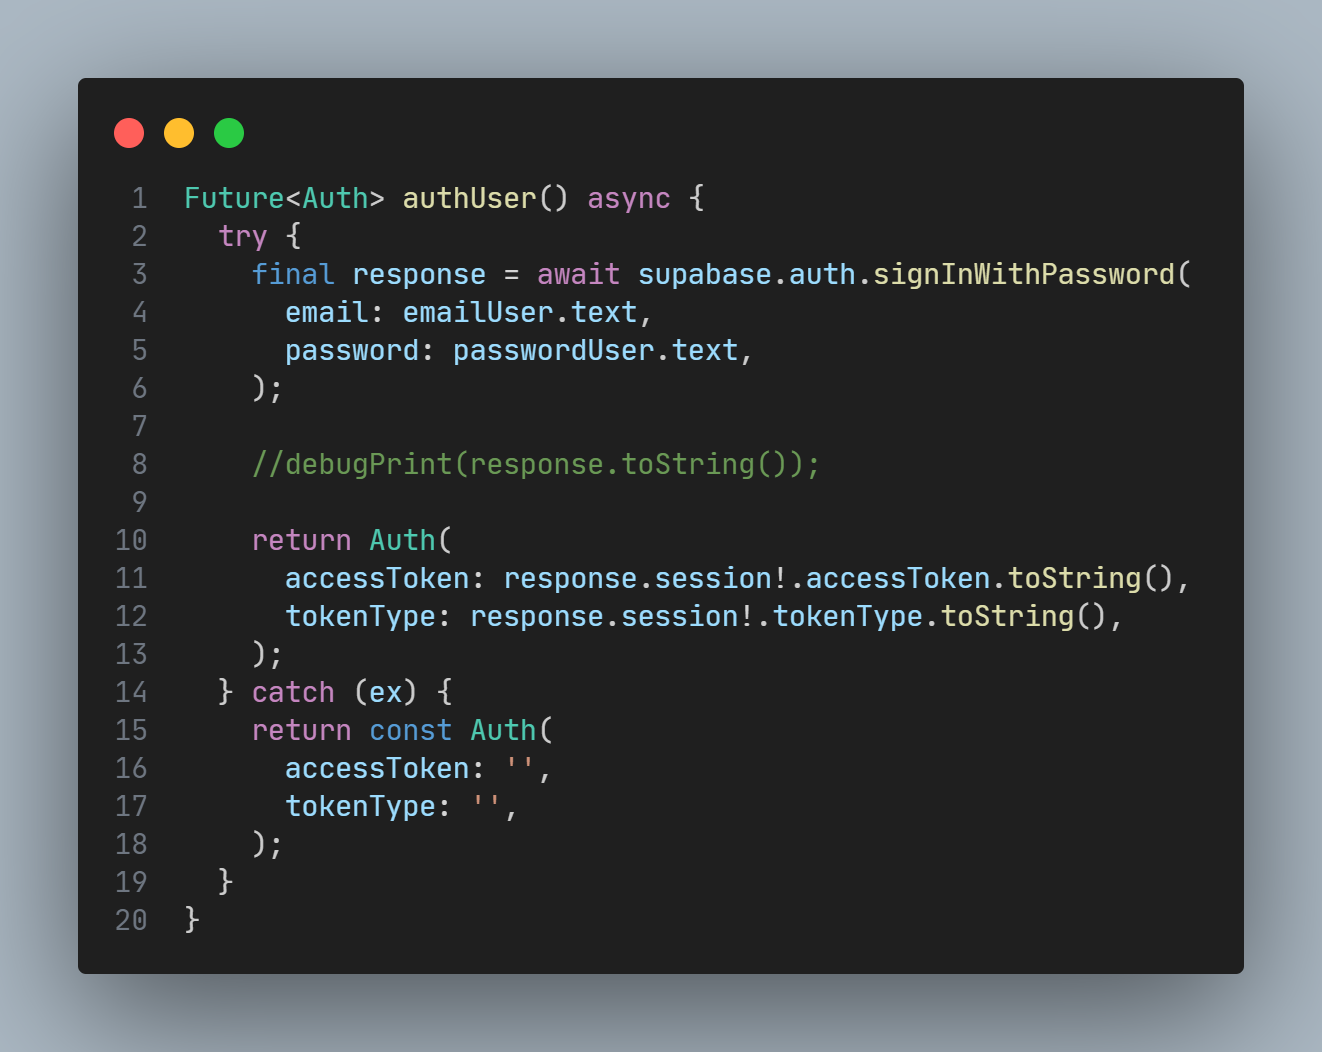 1 Future<Auth> authUser() async {
2   try {
3     final response = await supabase.auth.signInWithPassword(
4       email: emailUser.text,
5       password: passwordUser.text,
6     );
7
8     //debugPrint(response.toString());
9
10     return Auth(
11       accessToken: response.session!.accessToken.toString(),
12       tokenType: response.session!.tokenType.toString(),
13     );
14   } catch (ex) {
15     return const Auth(
16       accessToken: '',
17       tokenType: '',
18     );
19   }
20 }